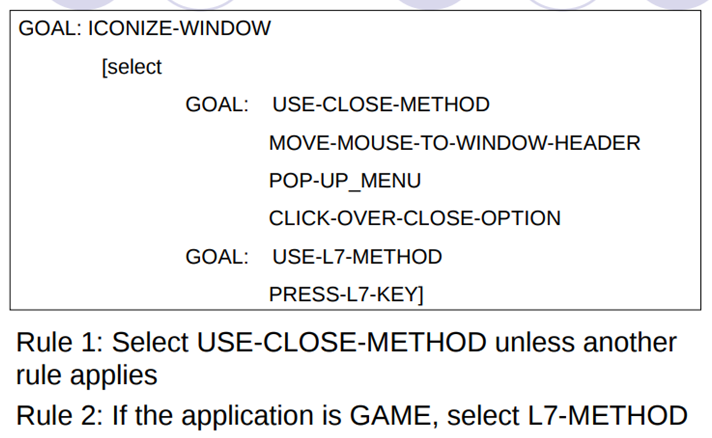 GOAL: ICONIZE-WINDOW
[select
GOAL: USE-CLOSE-METHOD
MOVE-MOUSE-TO-WINDOW-HEADER
POP-UP_MENU
CLICK-OVER-CLOSE-OPTION
GOAL: USE-L7-METHOD
PRESS-L7-KEY]
Rule 1: Select USE-CLOSE-METHOD unless another
rule applies
Rule 2: If the application is GAME, select L7-METHOD